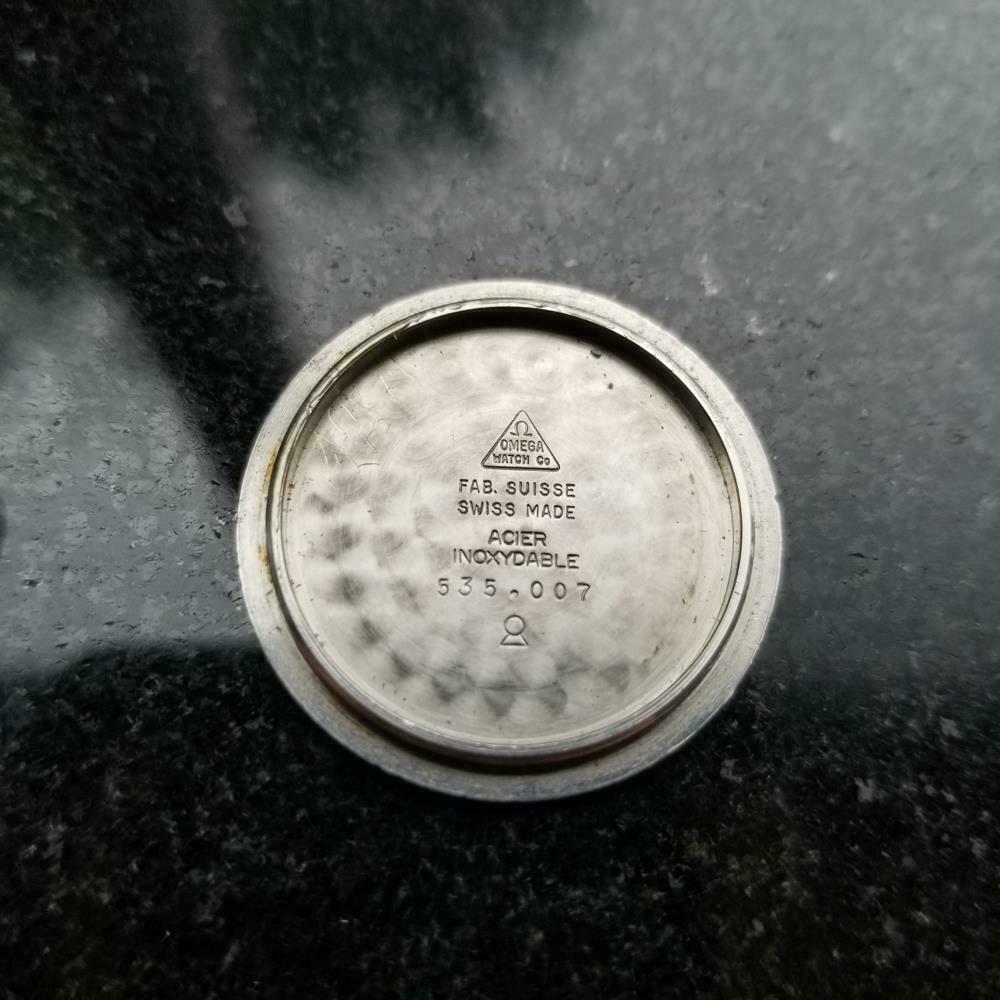 Ω
OMEGA
WATCH Co
FAB. SUISSE
SWISS MADE
ACIER
INOXYDABLE
535.007